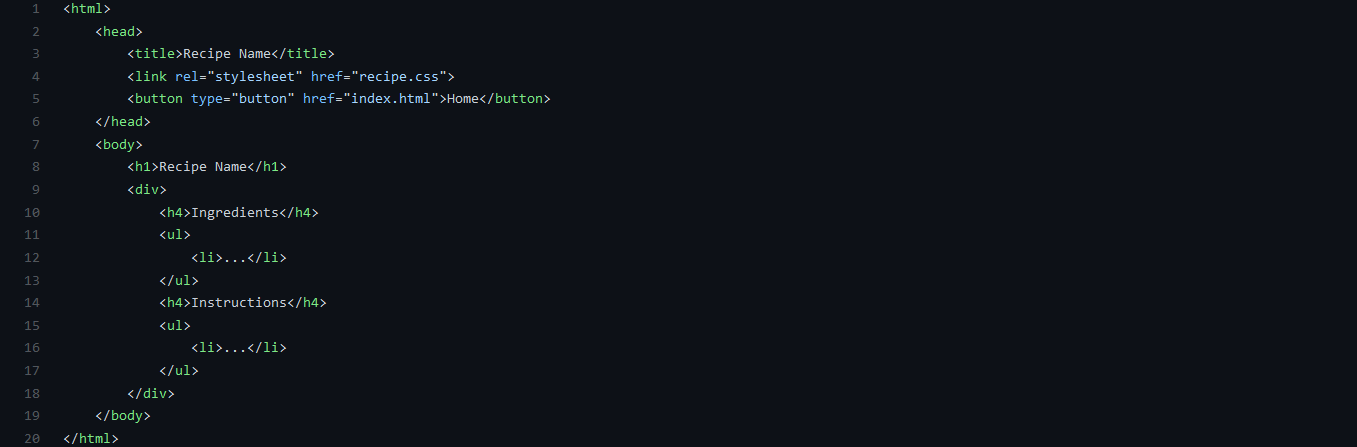 1 <html>
2     <head>
3         <title>Recipe Name</title>
4         <link rel="stylesheet" href="recipe.css">
5         <button type="button" href="index.html">Home</button>
6     </head>
7     <body>
8         <h1>Recipe Name</h1>
9         <div>
10             <h4>Ingredients</h4>
11             <ul>
12                 <li>...</li>
13             </ul>
14             <h4>Instructions</h4>
15             <ul>
16                 <li>...</li>
17             </ul>
18         </div>
19     </body>
20 </html>